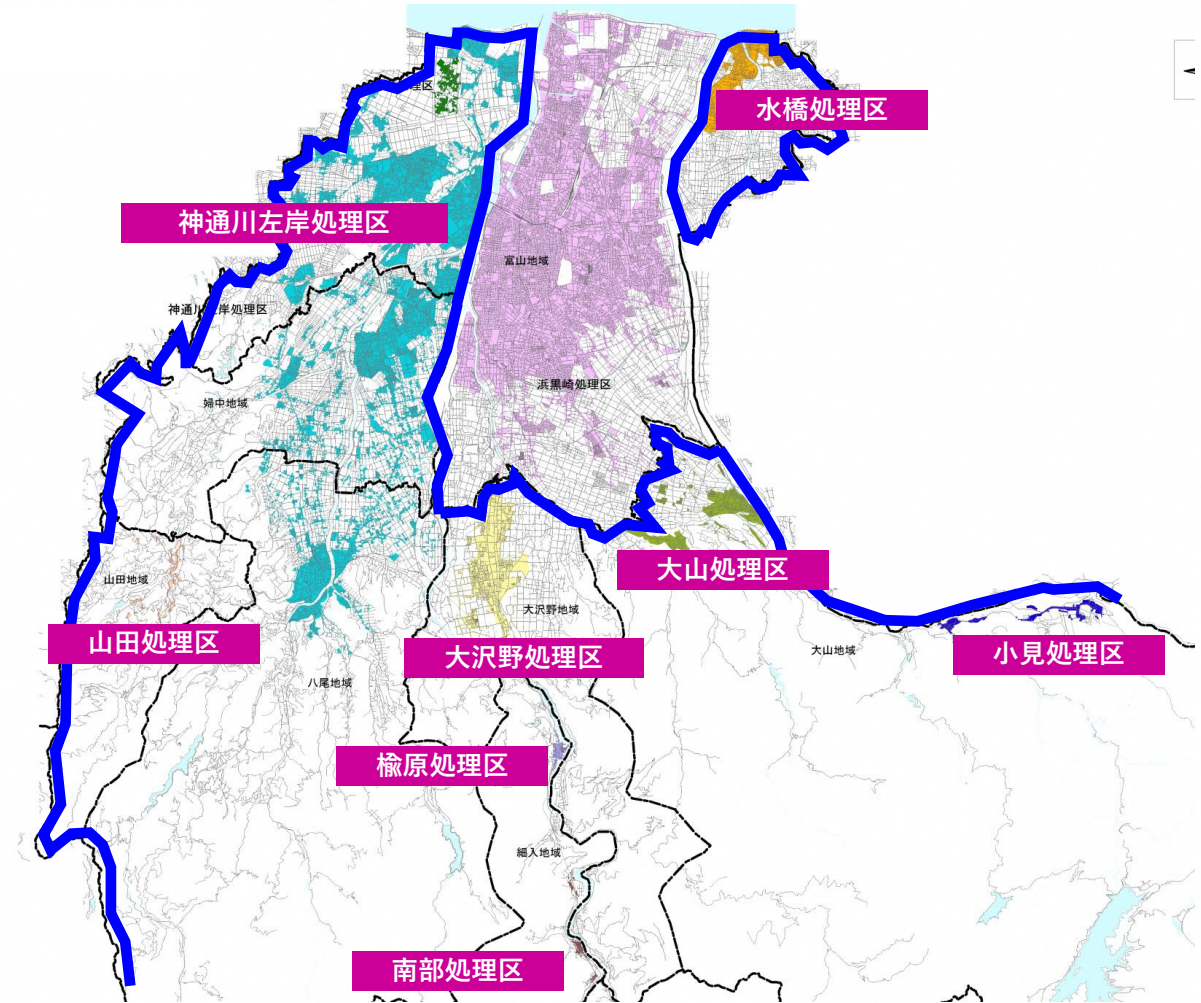 理区
水橋処理区
神通川左岸処理区
富山地域
神通川左岸処理区
浜黒崎処理区
婦中地域
大山処理区
山田地域
大沢野地域
山田処理区
大沢野処理区
大山地域
小見処理区
八尾地域
楡原処理区
細入地域
南部処理区